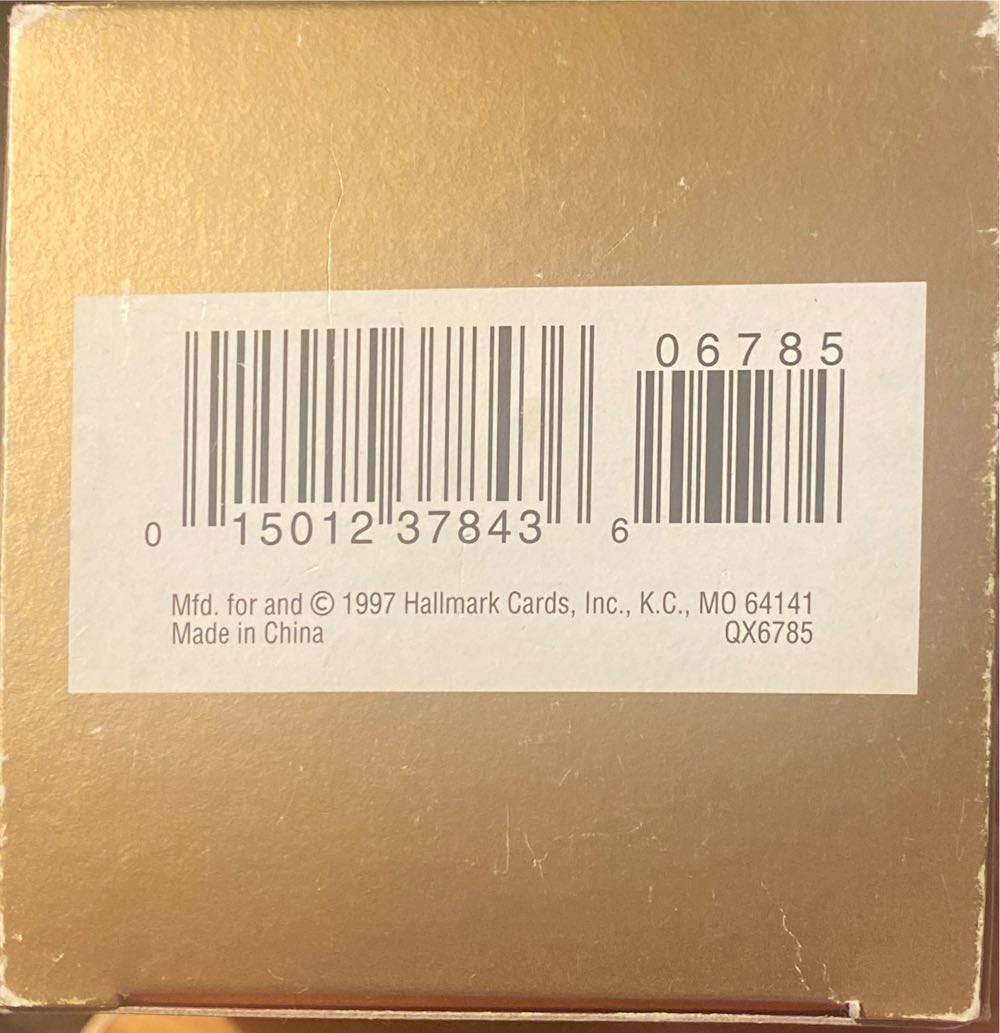 06785
0 15012 37843 6
Mfd. for and © 1997 Hallmark Cards, Inc., K.C., MO 64141
Made in China QX6785